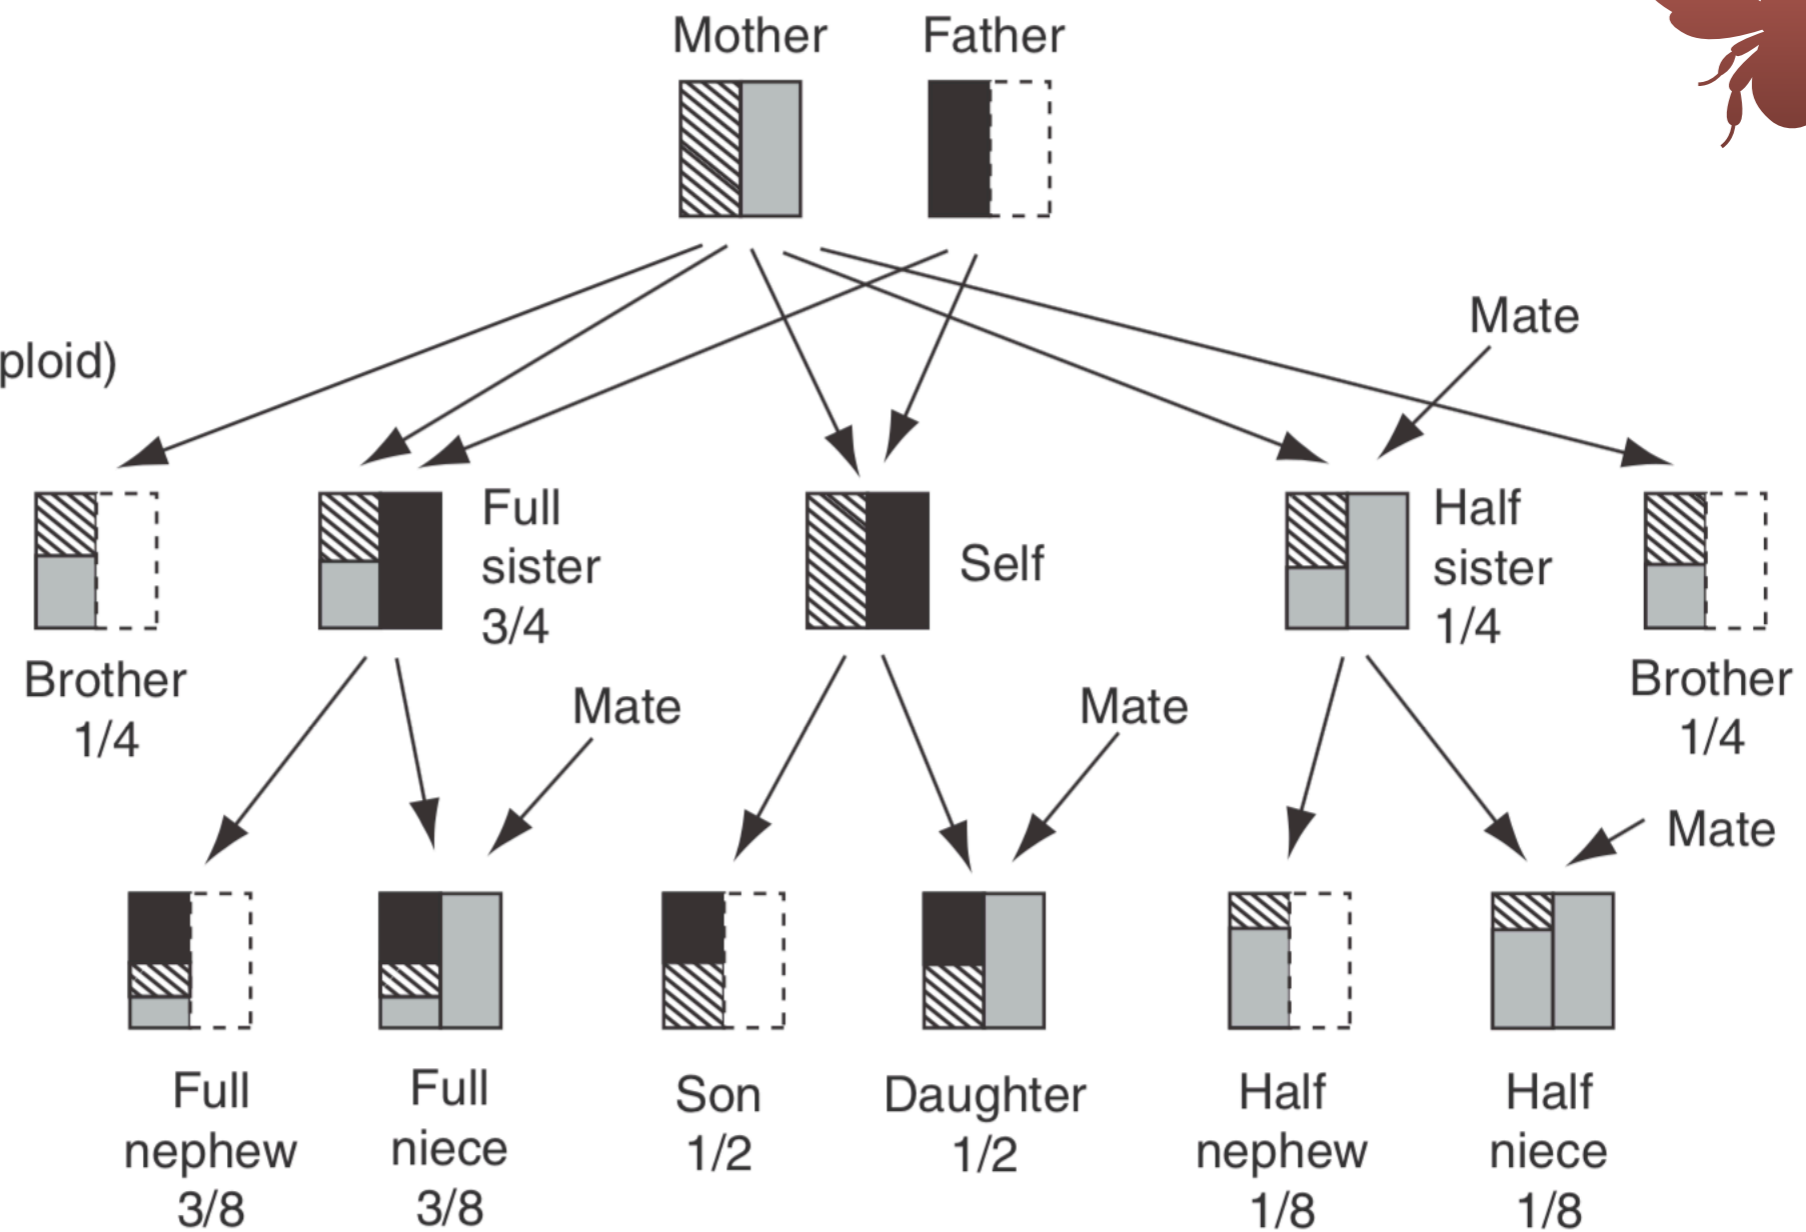 Mother
Father
Mate
ploid)
Full
sister
3/4
Self
Half
sister
1/4
Brother
1/4
Mate
Mate
Brother
1/4
Mate
Full
nephew
3/8
Full
niece
3/8
Son
1/2
Daughter
1/2
Half
nephew
1/8
Half
niece
1/8